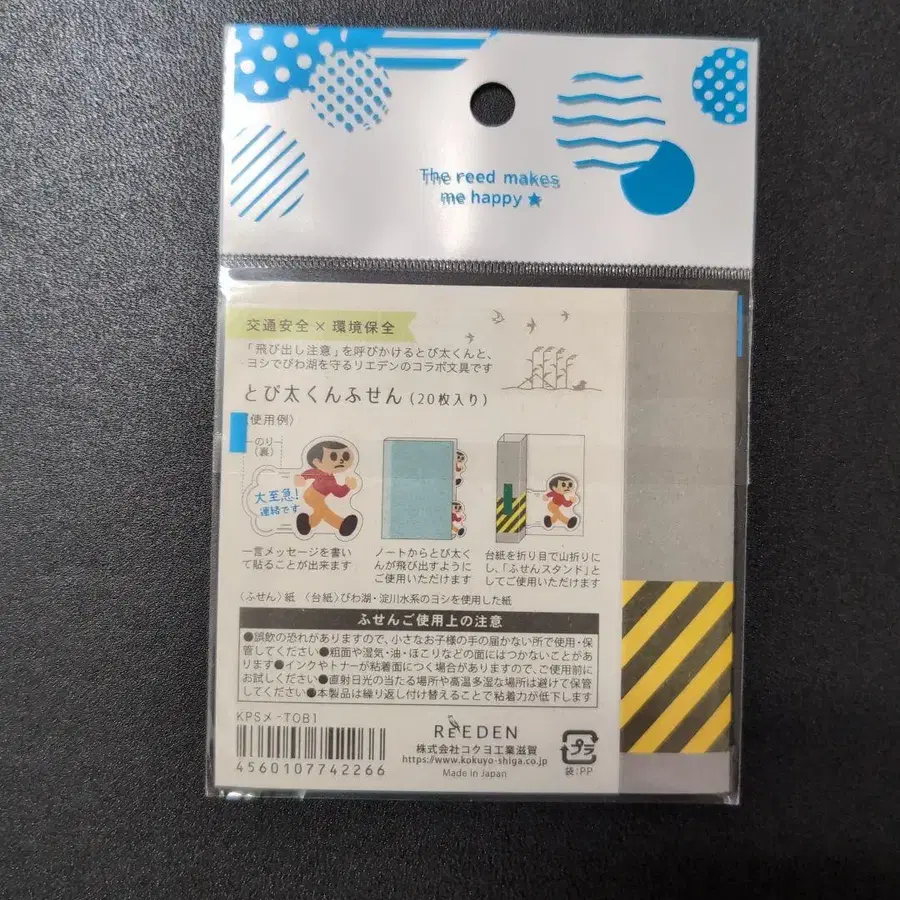 The reed makes
me happy ★
交通安全 × 環境保全
「飛び出し注意」を呼びかけるとび太くんと、
ヨシでびわ湖を守るリエデンのコラボ文具です
とび太くんふせん(20枚入り)
〈使用例〉
のり
(裏)
大至急!
連絡です
一言メッセージを書い
て貼ることが出来ます
ノートからとび太く
んが飛び出すように
ご使用いただけます
台紙を折り目で山折りに
し、「ふせんスタンド」と
してご使用いただけます
〈ふせん〉紙 〈台紙〉びわ湖・淀川水系のヨシを使用した紙
ふせんご使用上の注意
●誤飲の恐れがありますので、小さなお子様の手の届かない所で使用・保
管してください●粗面や湿気・油・ほこりなどの面にはつかないことがあ
ります●インクやトナーが粘着面につく場合がありますので、ご使用前に
お試しください●直射日光の当たる場所や高温多湿な場所は避けて保管
してください●本製品は繰り返し付け替えることで粘着力が低下します
KPSメ-TOB1
4560107742266
REEDEN
株式会社コクヨ工業滋賀
https://www.kokuyo-shiga.co.jp
Made in Japan
プラ
袋:PP